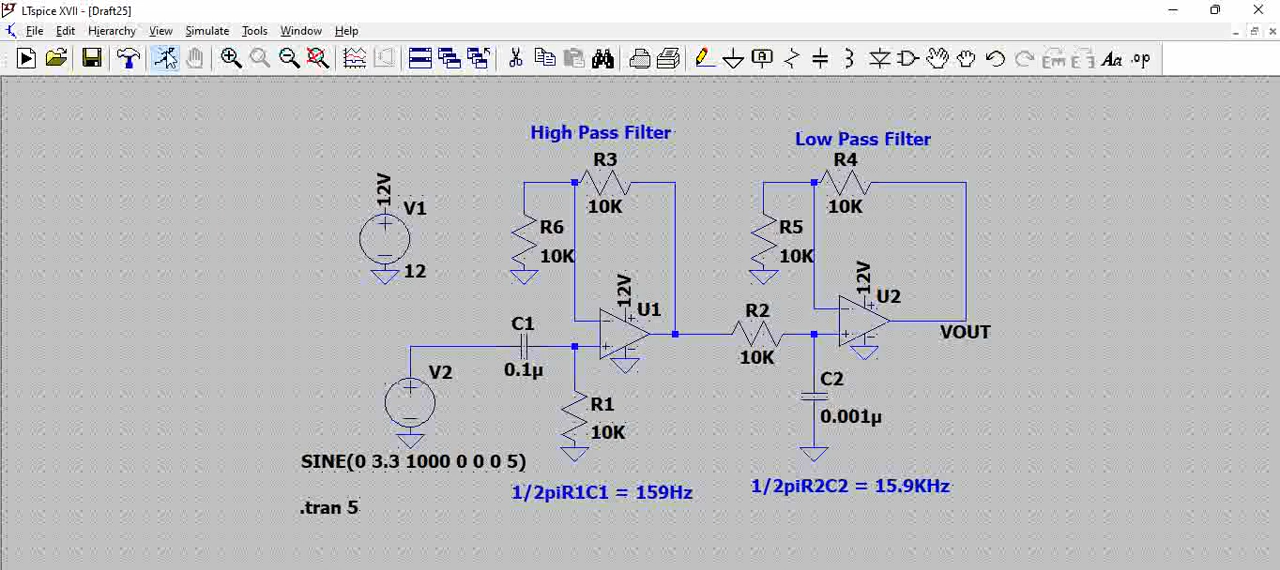 LTspice XVII - [Draft25]
File Edit Hierarchy View Simulate Tools Window Help
Aa .op
High Pass Filter
Low Pass Filter
R3
R4
12V
V1
10K
10K
R6
R5
10K
10K
12
12V
12V
U2
U1
C1
R2
VOUT
0.1µ
10K
V2
C2
R1
0.001µ
10K
SINE(0 3.3 1000 0 0 0 5)
1/2piR1C1 = 159Hz
1/2piR2C2 = 15.9KHz
.tran 5